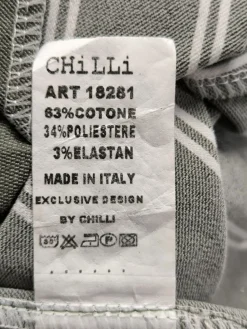 CHiLLi
ART 18281
63%COTONE
34%POLIESTERE
3%ELASTAN
MADE IN ITALY
EXCLUSIVE DESIGN
BY CHILLI